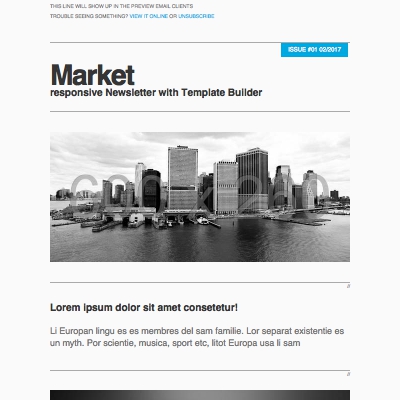 THIS LINE WILL SHOW UP IN THE PREVIEW EMAIL CLIENTS
TROUBLE SEEING SOMETHING? VIEW IT ONLINE OR UNSUBSCRIBE
ISSUE #01 02/2017
Market
responsive Newsletter with Template Builder
600 x 260
//
Lorem ipsum dolor sit amet consetetur!
Li Europan lingu es es membres del sam familie. Lor separat existentie es
un myth. Por scientie, musica, sport etc, litot Europa usa li sam
//